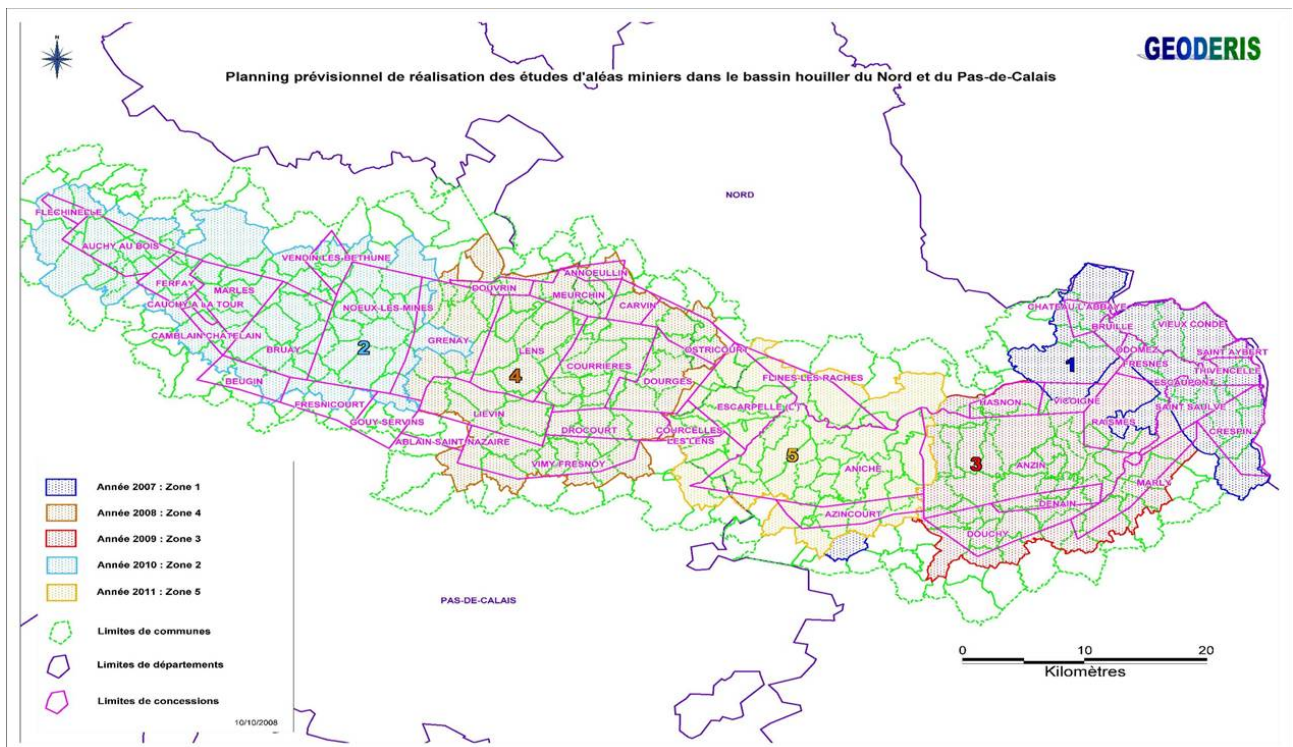 GEODERIS
N
Planning prévisionnel de réalisation des études d'aléas miniers dans le bassin houiller du Nord et du Pas-de-Calais
NORD
FLECHINELLE
AUCHY AU BOIS
VENDIN-LES-BETHUNE
FERFAY
MARLES
CAUCHY A LA TOUR
NOEUX-LES-MINES
CAMBLAIN CHATELAIN
BRUAY
2
BEUGIN
FRESNICOURT
GOUY-SERVINS
ABLAIN-SAINT-NAZAIRE
GRENAY
DOUVRIN
ANNOEULLIN
MEURCHIN
CARVIN
LENS
4
COURRIERES
OSTRICOURT
DOURGES
LIEVIN
DROCOURT
COURCELLES
LES LENS
VIMY FRESNOY
FLINES-LES-RACHES
ESCARPELLE (L')
5
ANICHE
AZINCOURT
CHATEAU L'ABBAYE
BRUILLE
VIEUX CONDE
1
ODOMEZ
FRESNES
SAINT AYBERT
THIVENCELLE
ESCAUPONT
HASNON
VICOIGNE
SAINT SAULVE
RAISMES
CRESPIN
3
ANZIN
MARLY
DENAIN
DOUCHY
PAS-DE-CALAIS
Année 2007 : Zone 1
Année 2008 : Zone 4
Année 2009 : Zone 3
Année 2010 : Zone 2
Année 2011 : Zone 5
Limites de communes
Limites de départements
Limites de concessions
10/10/2008
0 10 20
Kilomètres